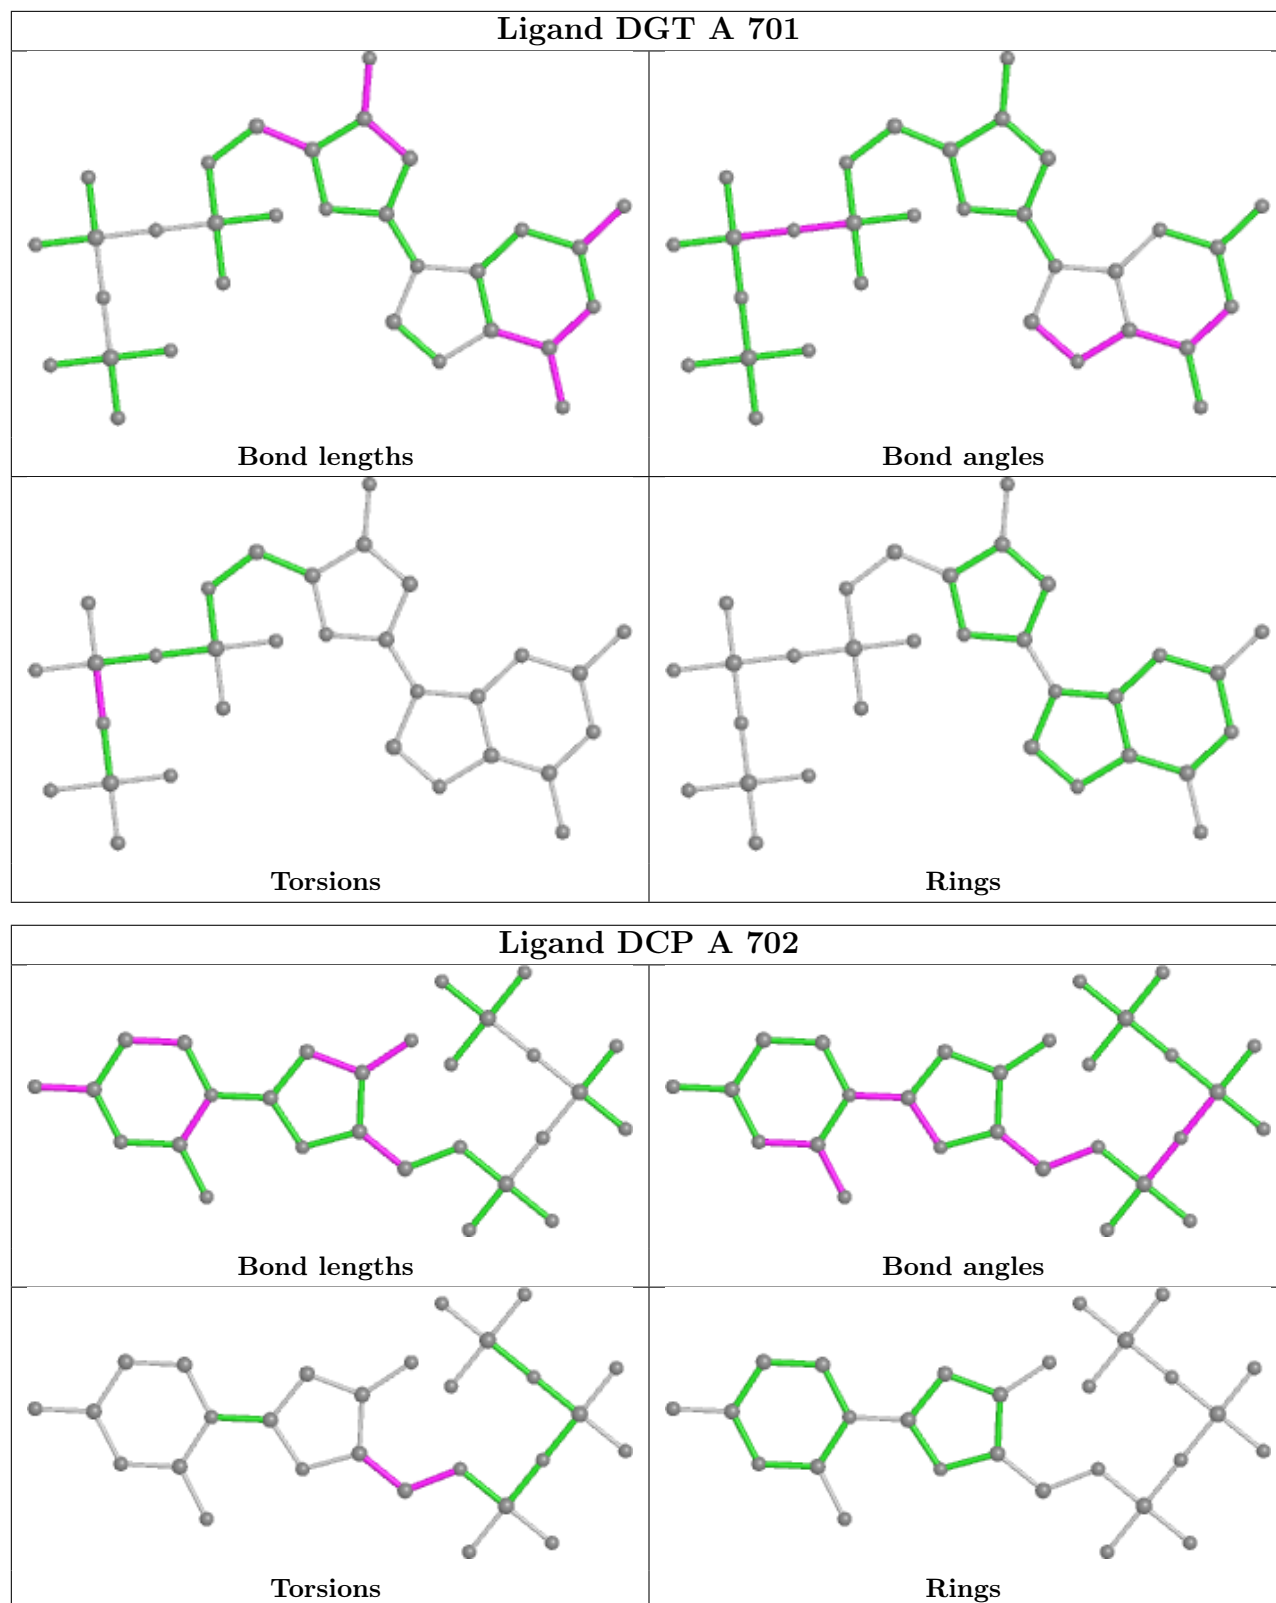 Ligand DGT A 701
Bond lengths
Bond angles
Torsions
Rings
Ligand DCP A 702
Bond lengths
Bond angles
Torsions
Rings